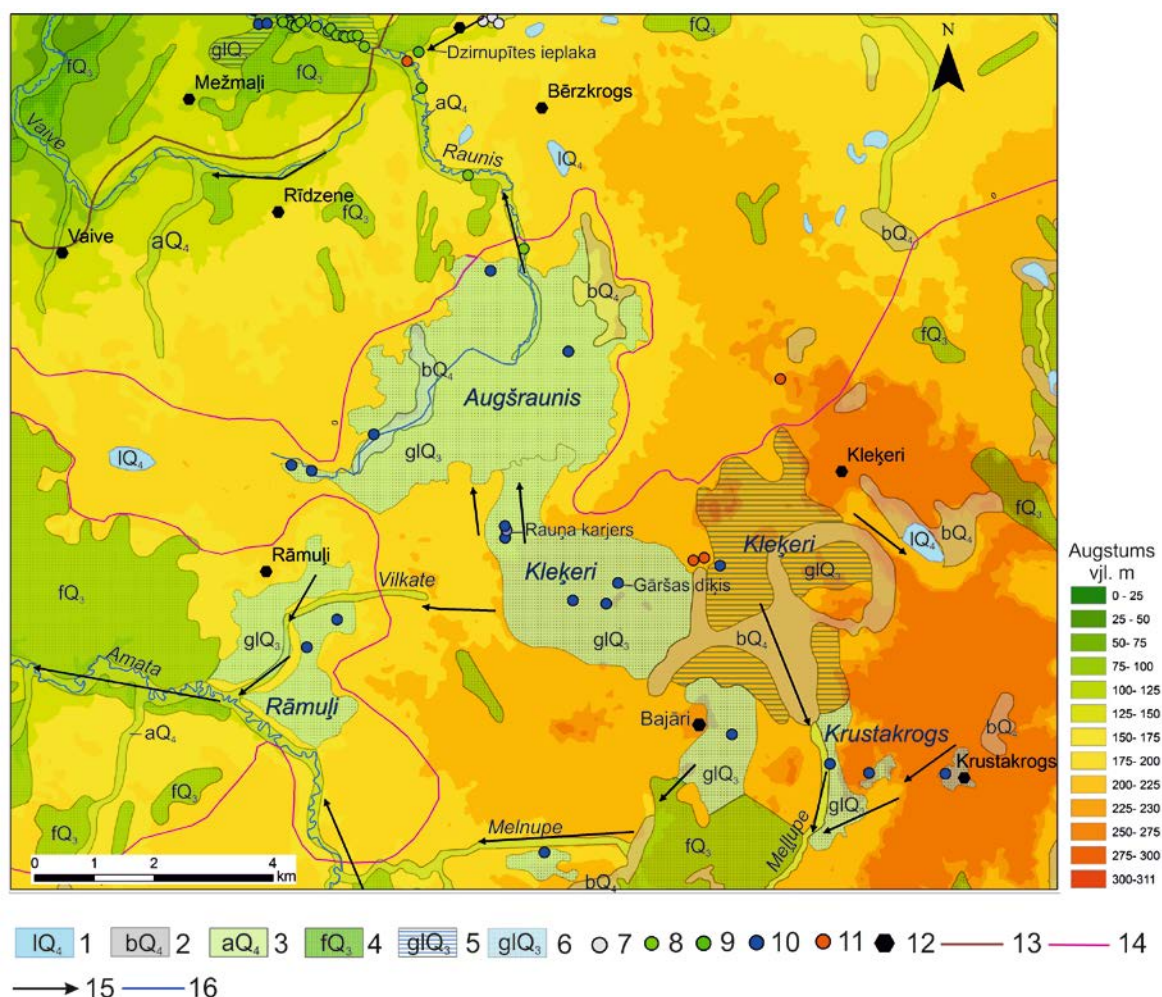 fQ₃
glQ
fQ₃
N
Dzirnupītes ieplaka
fQ₃
Mežmaļi
Bērzkrogs
aQ₄
Vaive
Raunis
lQ₄
Rīdzene
fQ₃
Vaive
aQ₄
bQ₄
bQ₄
bQ₄
fQ₃
Augšraunis
glQ₃
lQ₄
Kleķeri
fQ₃
lQ₄
bQ₄
Rauņa karjers
Kleķeri
Rāmuļi
Vilkate
Kleķeri
Gāršas dīķis
glQ₃
fQ₃
glQ₃
glQ₃
bQ₄
Amata
Rāmuļi
Bajāri
Krustakrogs
bQ₄
aQ₄
glQ₃
Krustakrogs
glQ₃
fQ₃
fQ₃
Melnupe
Meļļupe
fQ₃
bQ₄
0 1 2 4
km
Augstums
vjl. m
0 - 25
25 - 50
50- 75
75- 100
100- 125
125- 150
150- 175
175- 200
200- 225
225- 230
250- 275
275- 300
300-311
lQ₄ 1 bQ₄ 2 aQ₄ 3 fQ₃ 4 glQ₃ 5 glQ₃ 6 7 8 9 10 11 12 13 14
15 16